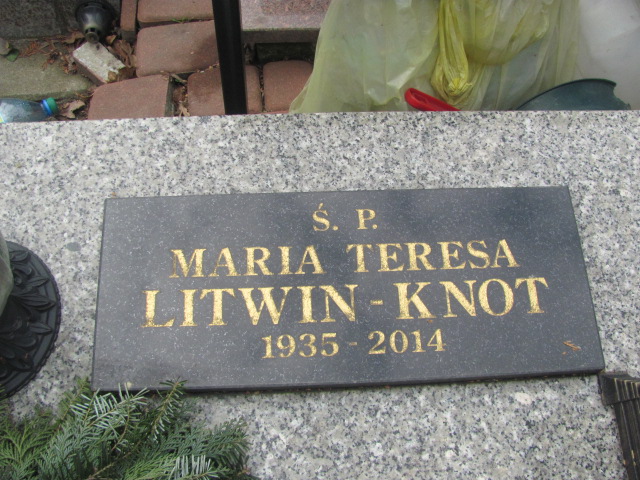 Ś. P.
MARIA TERESA
LITWIN - KNOT
1935 - 2014